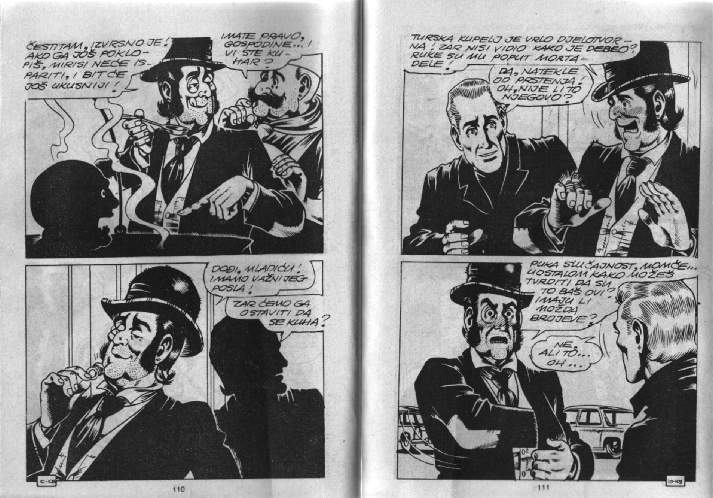 ČESTITAM, IZVRSNO JE!
AKO GA JOŠ POKLO-
PIŠ, MIRISI NEĆE IS-
PARITI, I BIT ĆE
JOŠ UKUSNIJI!
IMATE PRAVO,
GOSPODINE...!
VI STE KU-
HAR?
DOĐI, MLADIĆU!
IMAMO VAŽNIJEG
POSLA!
ZAR ĆEMO GA
OSTAVITI DA
SE KUHA?
110
TURSKA KUPELJ JE VRLO DJELOTVOR-
NA! ZAR NISI VIDIO KAKO JE DEBEO?
RUKE SU MU POPUT MORTA-
DELE!
DA, NATEKLE
OD PRSTENJA!
OH, NIJE LI TO
NJEGOVO?
PUKA SLUČAJNOST, MOMČE...
UOSTALOM KAKO MOŽEŠ
TVRDITI DA SU
TO BAŠ OVI?
IMAJU LI
MOŽDA
BROJEVE?
NE,
ALI TO...
OH...
111